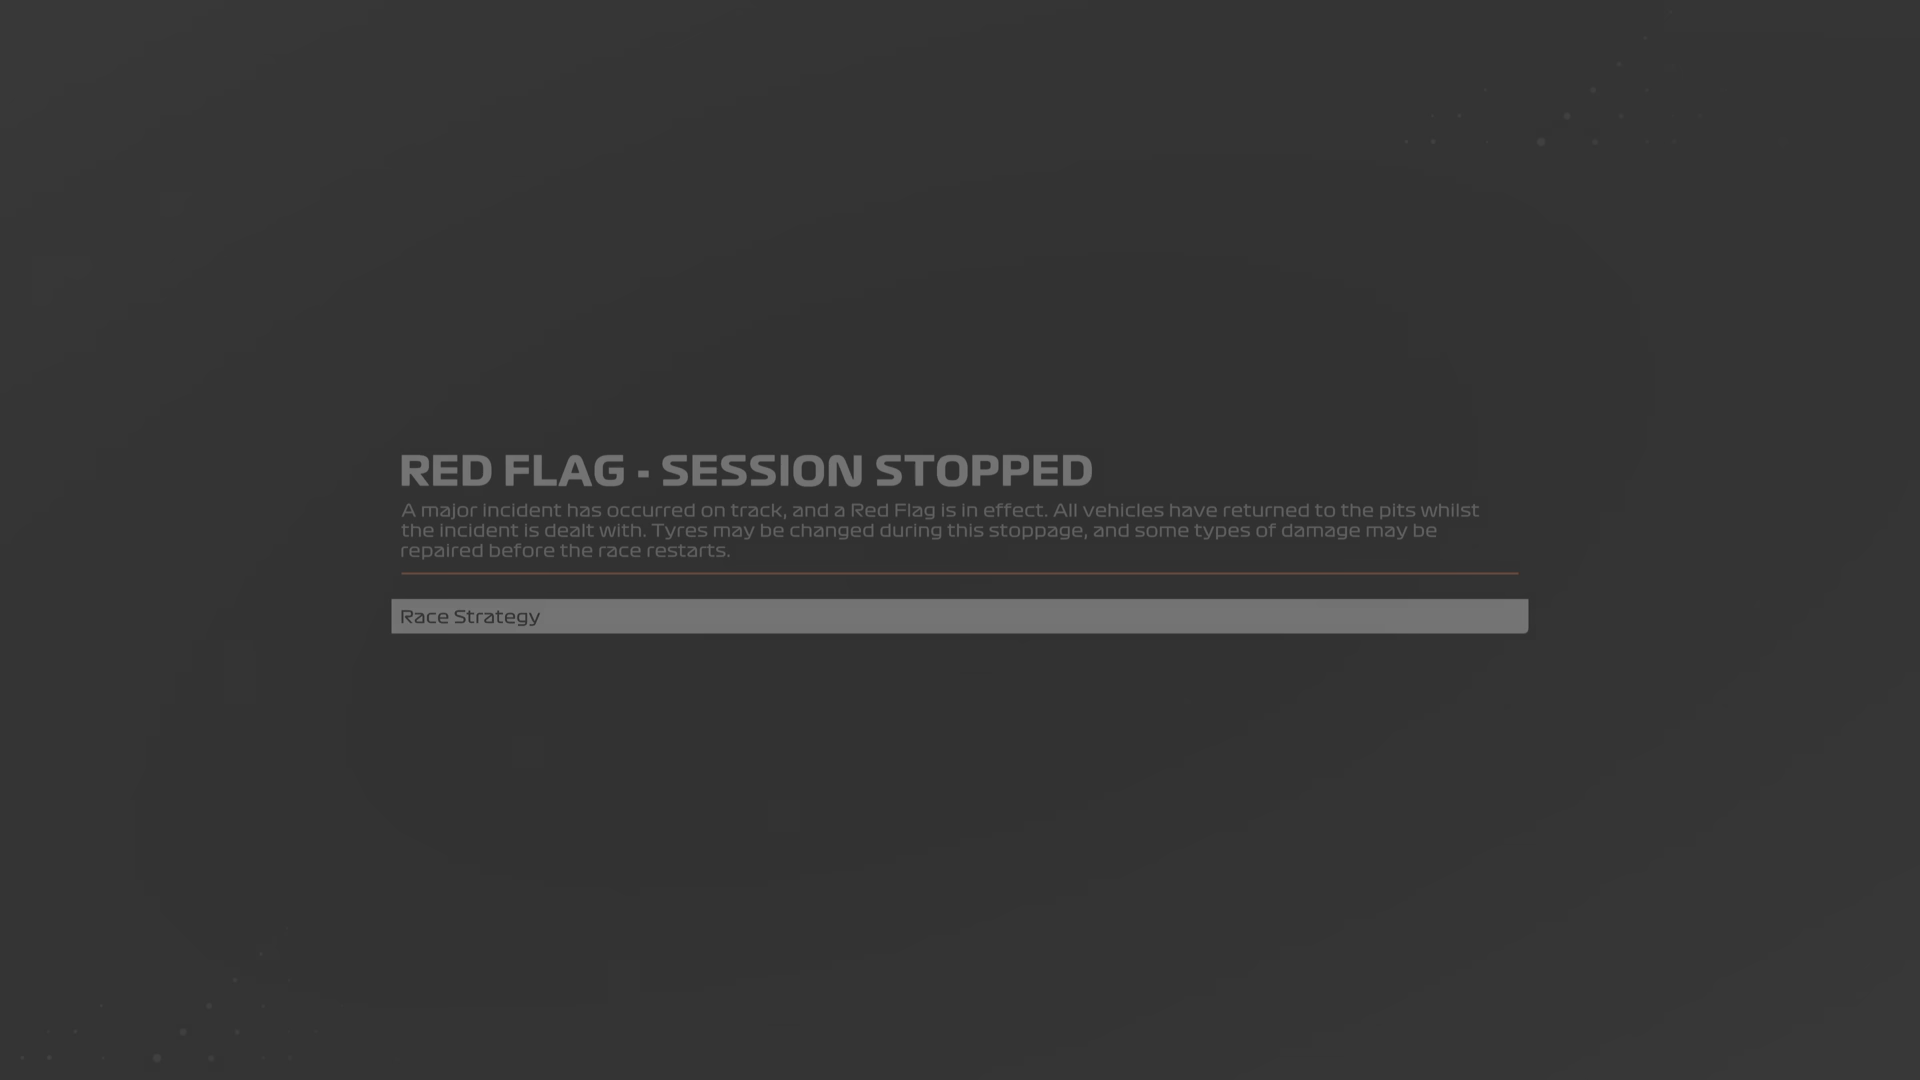 RED FLAG - SESSION STOPPED
A major incident has occurred on track, and a Red Flag is in effect. All vehicles have returned to the pits whilst
the incident is dealt with. Tyres may be changed during this stoppage, and some types of damage may be
repaired before the race restarts.
Race Strategy